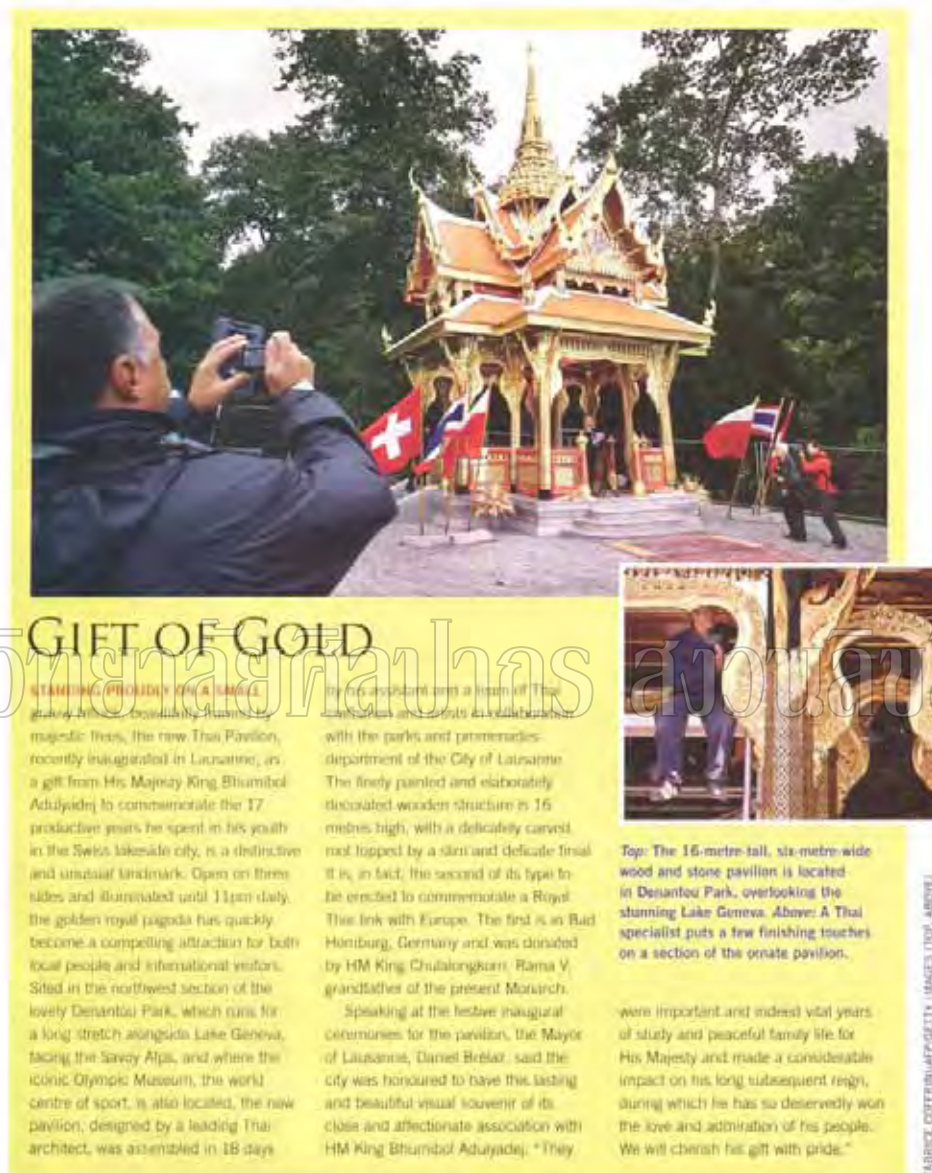 GIFT OF GOLD
STANDING PROUDLY ON A SMALL
majestic trees, the new Thai Pavilion,
recently inaugurated in Lausanne, as
a gift from His Majesty King Bhumibol
Adulyadej to commemorate the 17
productive years he spent in his youth
in the Swiss lakeside city, is a distinctive
and unusual landmark. Open on three
sides and illuminated until 11pm daily,
the golden royal pagoda has quickly
become a compelling attraction for both
local people and international visitors.
Sited in the northwest section of the
lovely Denantou Park, which runs for
a long stretch alongside Lake Geneva,
facing the Savoy Alps, and where the
iconic Olympic Museum, the world
centre of sport, is also located, the new
pavilion, designed by a leading Thai
architect, was assembled in 18 days
by his assistant and a team of Thai
craftsmen and artists in collaboration
with the parks and promenades
department of the City of Lausanne.
The finely painted and elaborately
decorated wooden structure is 16
metres high, with a delicately carved
roof topped by a slim and delicate finial.
It is, in fact, the second of its type to
be erected to commemorate a Royal
Thai link with Europe. The first is in Bad
Homburg, Germany and was donated
by HM King Chulalongkorn, Rama V,
grandfather of the present Monarch.
Speaking at the festive inaugural
ceremonies for the pavilion, the Mayor
of Lausanne, Daniel Brélaz, said the
city was honoured to have this lasting
and beautiful visual souvenir of its
close and affectionate association with
HM King Bhumibol Adulyadej. "They
Top: The 16-metre-tall, six-metre-wide
wood and stone pavilion is located
in Denantou Park, overlooking the
stunning Lake Geneva. Above: A Thai
specialist puts a few finishing touches
on a section of the ornate pavilion.
were important and indeed vital years
of study and peaceful family life for
His Majesty and made a considerable
impact on his long subsequent reign,
during which he has so deservedly won
the love and admiration of his people.
We will cherish his gift with pride."
FABRICE COFFRINI/AFP/GETTY IMAGES (TOP, ABOVE)